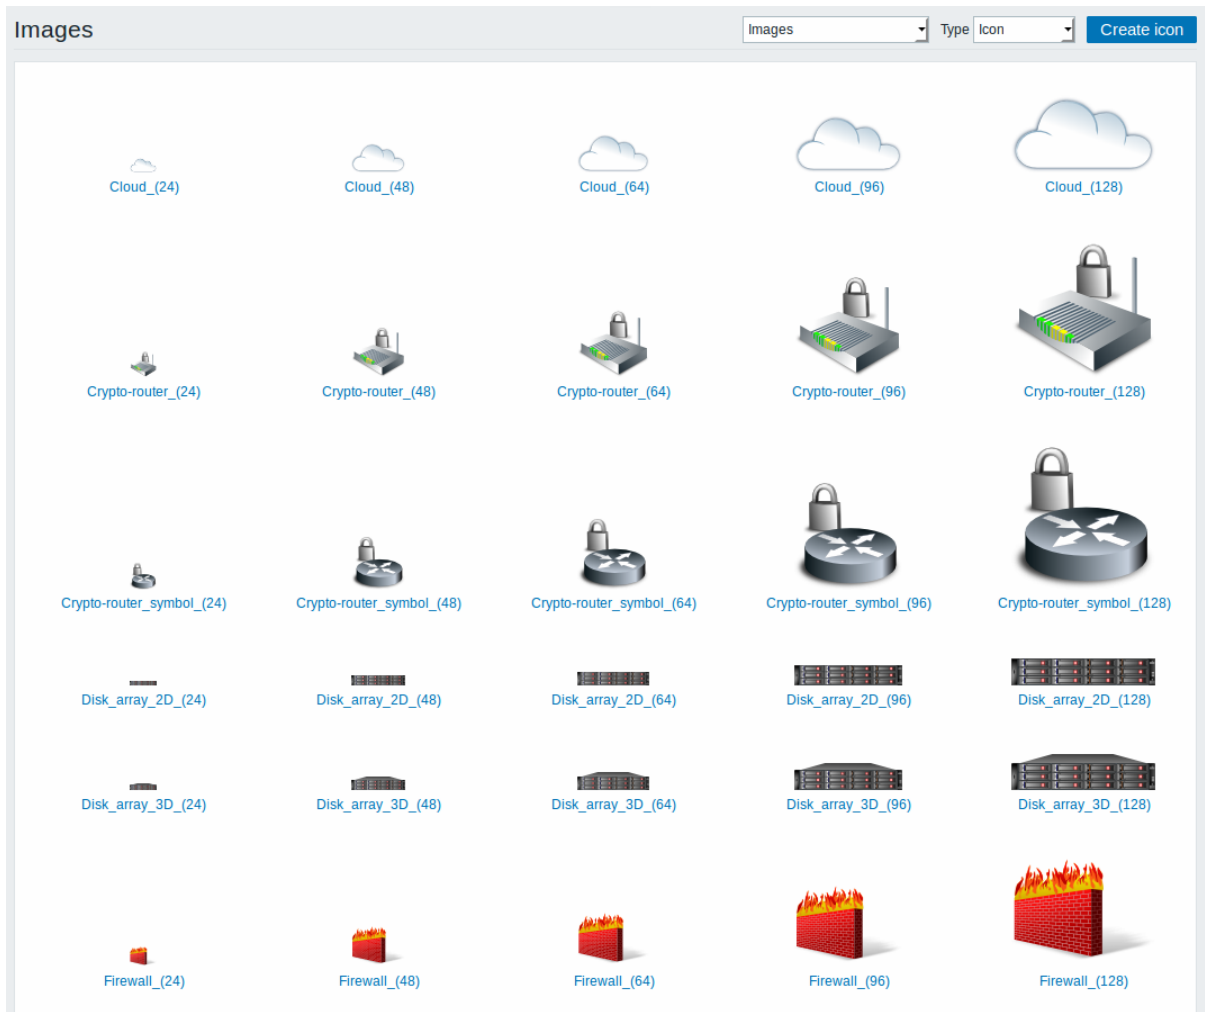 Images
Images Type Icon Create icon
Cloud_(24) Cloud_(48) Cloud_(64) Cloud_(96) Cloud_(128)
Crypto-router_(24) Crypto-router_(48) Crypto-router_(64) Crypto-router_(96) Crypto-router_(128)
Crypto-router_symbol_(24) Crypto-router_symbol_(48) Crypto-router_symbol_(64) Crypto-router_symbol_(96) Crypto-router_symbol_(128)
Disk_array_2D_(24) Disk_array_2D_(48) Disk_array_2D_(64) Disk_array_2D_(96) Disk_array_2D_(128)
Disk_array_3D_(24) Disk_array_3D_(48) Disk_array_3D_(64) Disk_array_3D_(96) Disk_array_3D_(128)
Firewall_(24) Firewall_(48) Firewall_(64) Firewall_(96) Firewall_(128)